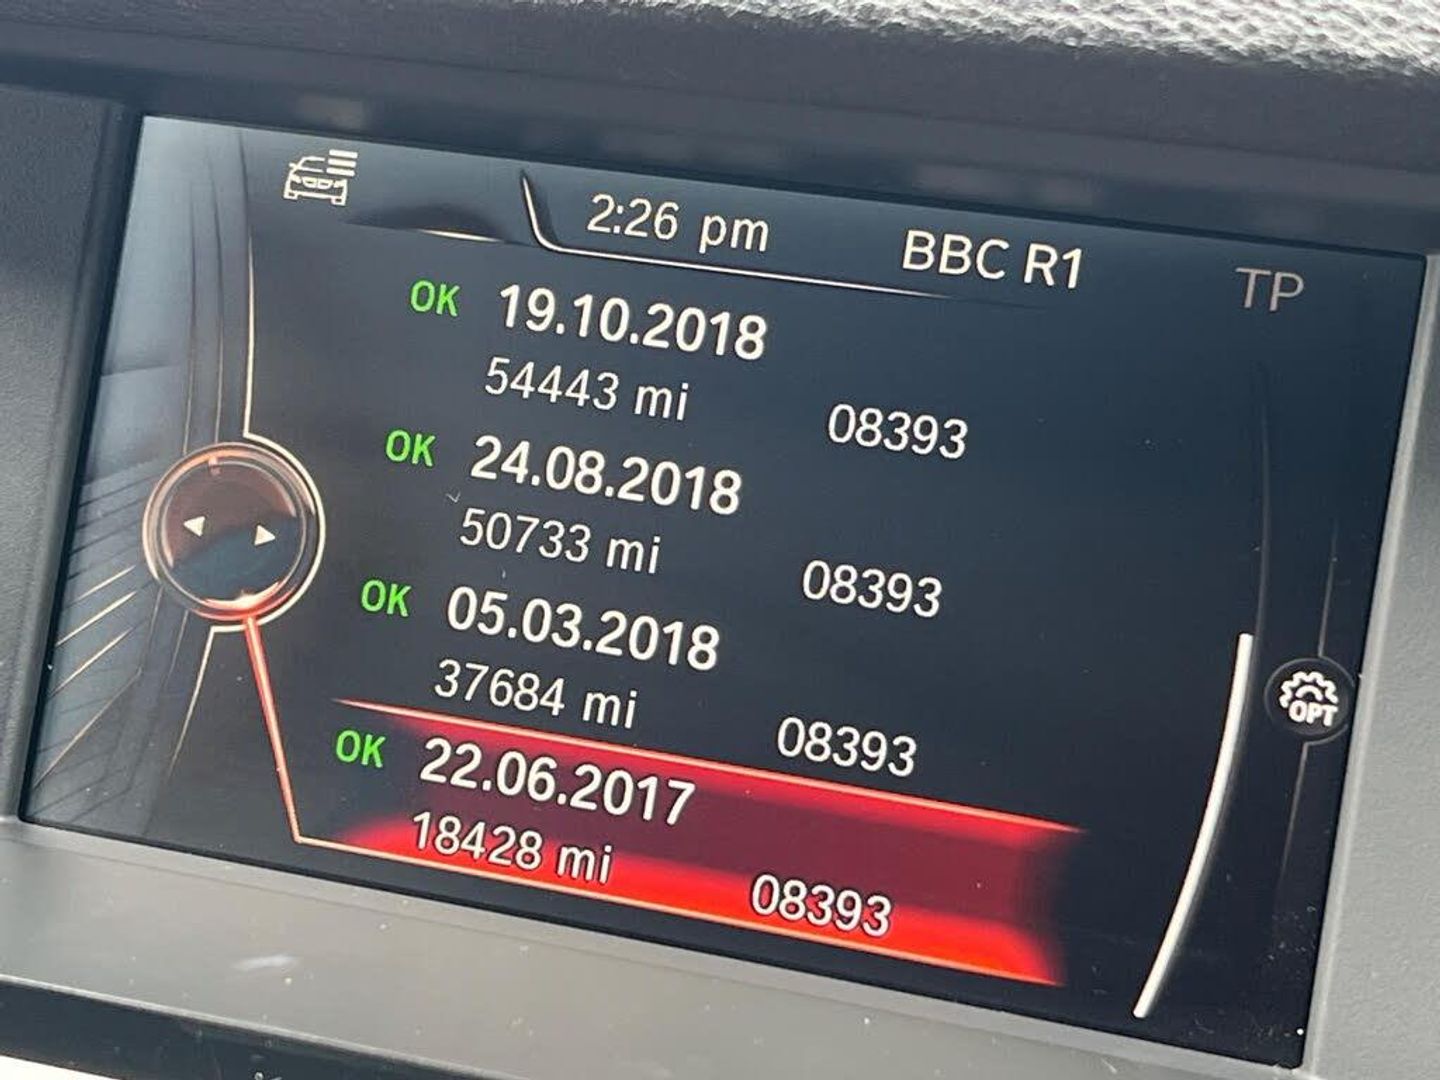 2:26 pm BBC R1 TP
OK 19.10.2018
54443 mi 08393
OK 24.08.2018
50733 mi 08393
OK 05.03.2018
37684 mi 08393
OPT
OK 22.06.2017
18428 mi 08393